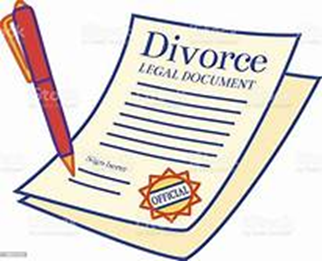 Divorce
LEGAL DOCUMENT
Sign here:
OFFICIAL